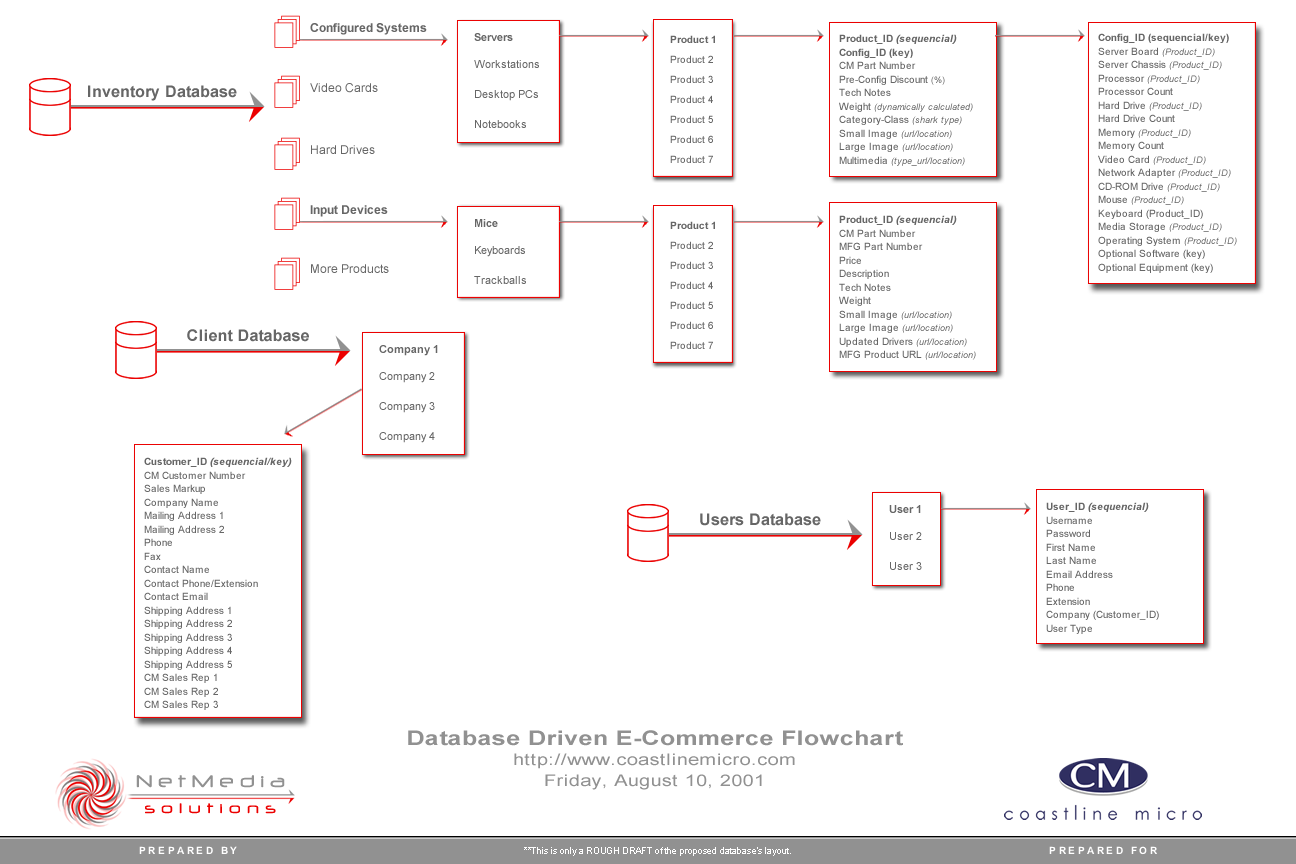 Inventory Database
Configured Systems
Video Cards
Hard Drives
Input Devices
More Products
Servers
Workstations
Desktop PCs
Notebooks
Product 1
Product 2
Product 3
Product 4
Product 5
Product 6
Product 7
Product_ID (sequencial)
Config_ID (key)
CM Part Number
Pre-Config Discount (%)
Tech Notes
Weight (dynamically calculated)
Category-Class (shark type)
Small Image (url/location)
Large Image (url/location)
Multimedia (type_url/location)
Config_ID (sequencial/key)
Server Board (Product_ID)
Server Chassis (Product_ID)
Processor (Product_ID)
Processor Count
Hard Drive (Product_ID)
Hard Drive Count
Memory (Product_ID)
Memory Count
Video Card (Product_ID)
Network Adapter (Product_ID)
CD-ROM Drive (Product_ID)
Mouse (Product_ID)
Keyboard (Product_ID)
Media Storage (Product_ID)
Operating System (Product_ID)
Optional Software (key)
Optional Equipment (key)
Mice
Keyboards
Trackballs
Product 1
Product 2
Product 3
Product 4
Product 5
Product 6
Product 7
Product_ID (sequencial)
CM Part Number
MFG Part Number
Price
Description
Tech Notes
Weight
Small Image (url/location)
Large Image (url/location)
Updated Drivers (url/location)
MFG Product URL (url/location)
Client Database
Company 1
Company 2
Company 3
Company 4
Customer_ID (sequencial/key)
CM Customer Number
Sales Markup
Company Name
Mailing Address 1
Mailing Address 2
Phone
Fax
Contact Name
Contact Phone/Extension
Contact Email
Shipping Address 1
Shipping Address 2
Shipping Address 3
Shipping Address 4
Shipping Address 5
CM Sales Rep 1
CM Sales Rep 2
CM Sales Rep 3
Users Database
User 1
User 2
User 3
User_ID (sequencial)
Username
Password
First Name
Last Name
Email Address
Phone
Extension
Company (Customer_ID)
User Type
Database Driven E-Commerce Flowchart
http://www.coastlinemicro.com
Friday, August 10, 2001
NetMedia
solutions
CM
coastline micro
PREPARED BY
**This is only a ROUGH DRAFT of the proposed database's layout.
PREPARED FOR